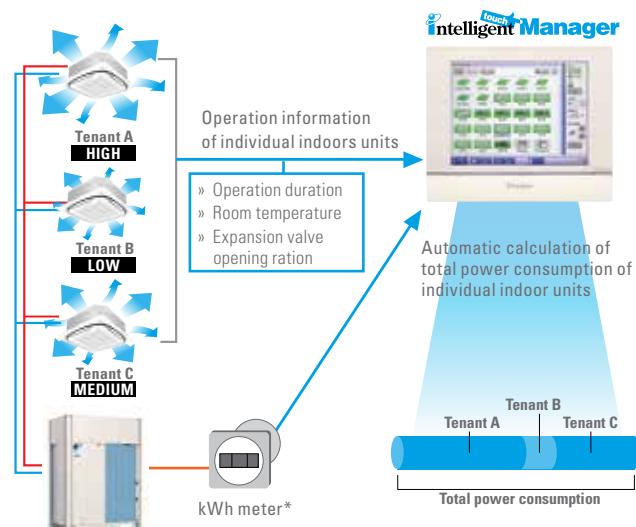 touch
intelligent Manager
Tenant A
HIGH
Tenant B
LOW
Tenant C
MEDIUM
Operation information
of individual indoors units
» Operation duration
» Room temperature
» Expansion valve
opening ration
Automatic calculation of
total power consumption of
individual indoor units
kWh meter*
Tenant A
Tenant B
Tenant C
Total power consumption